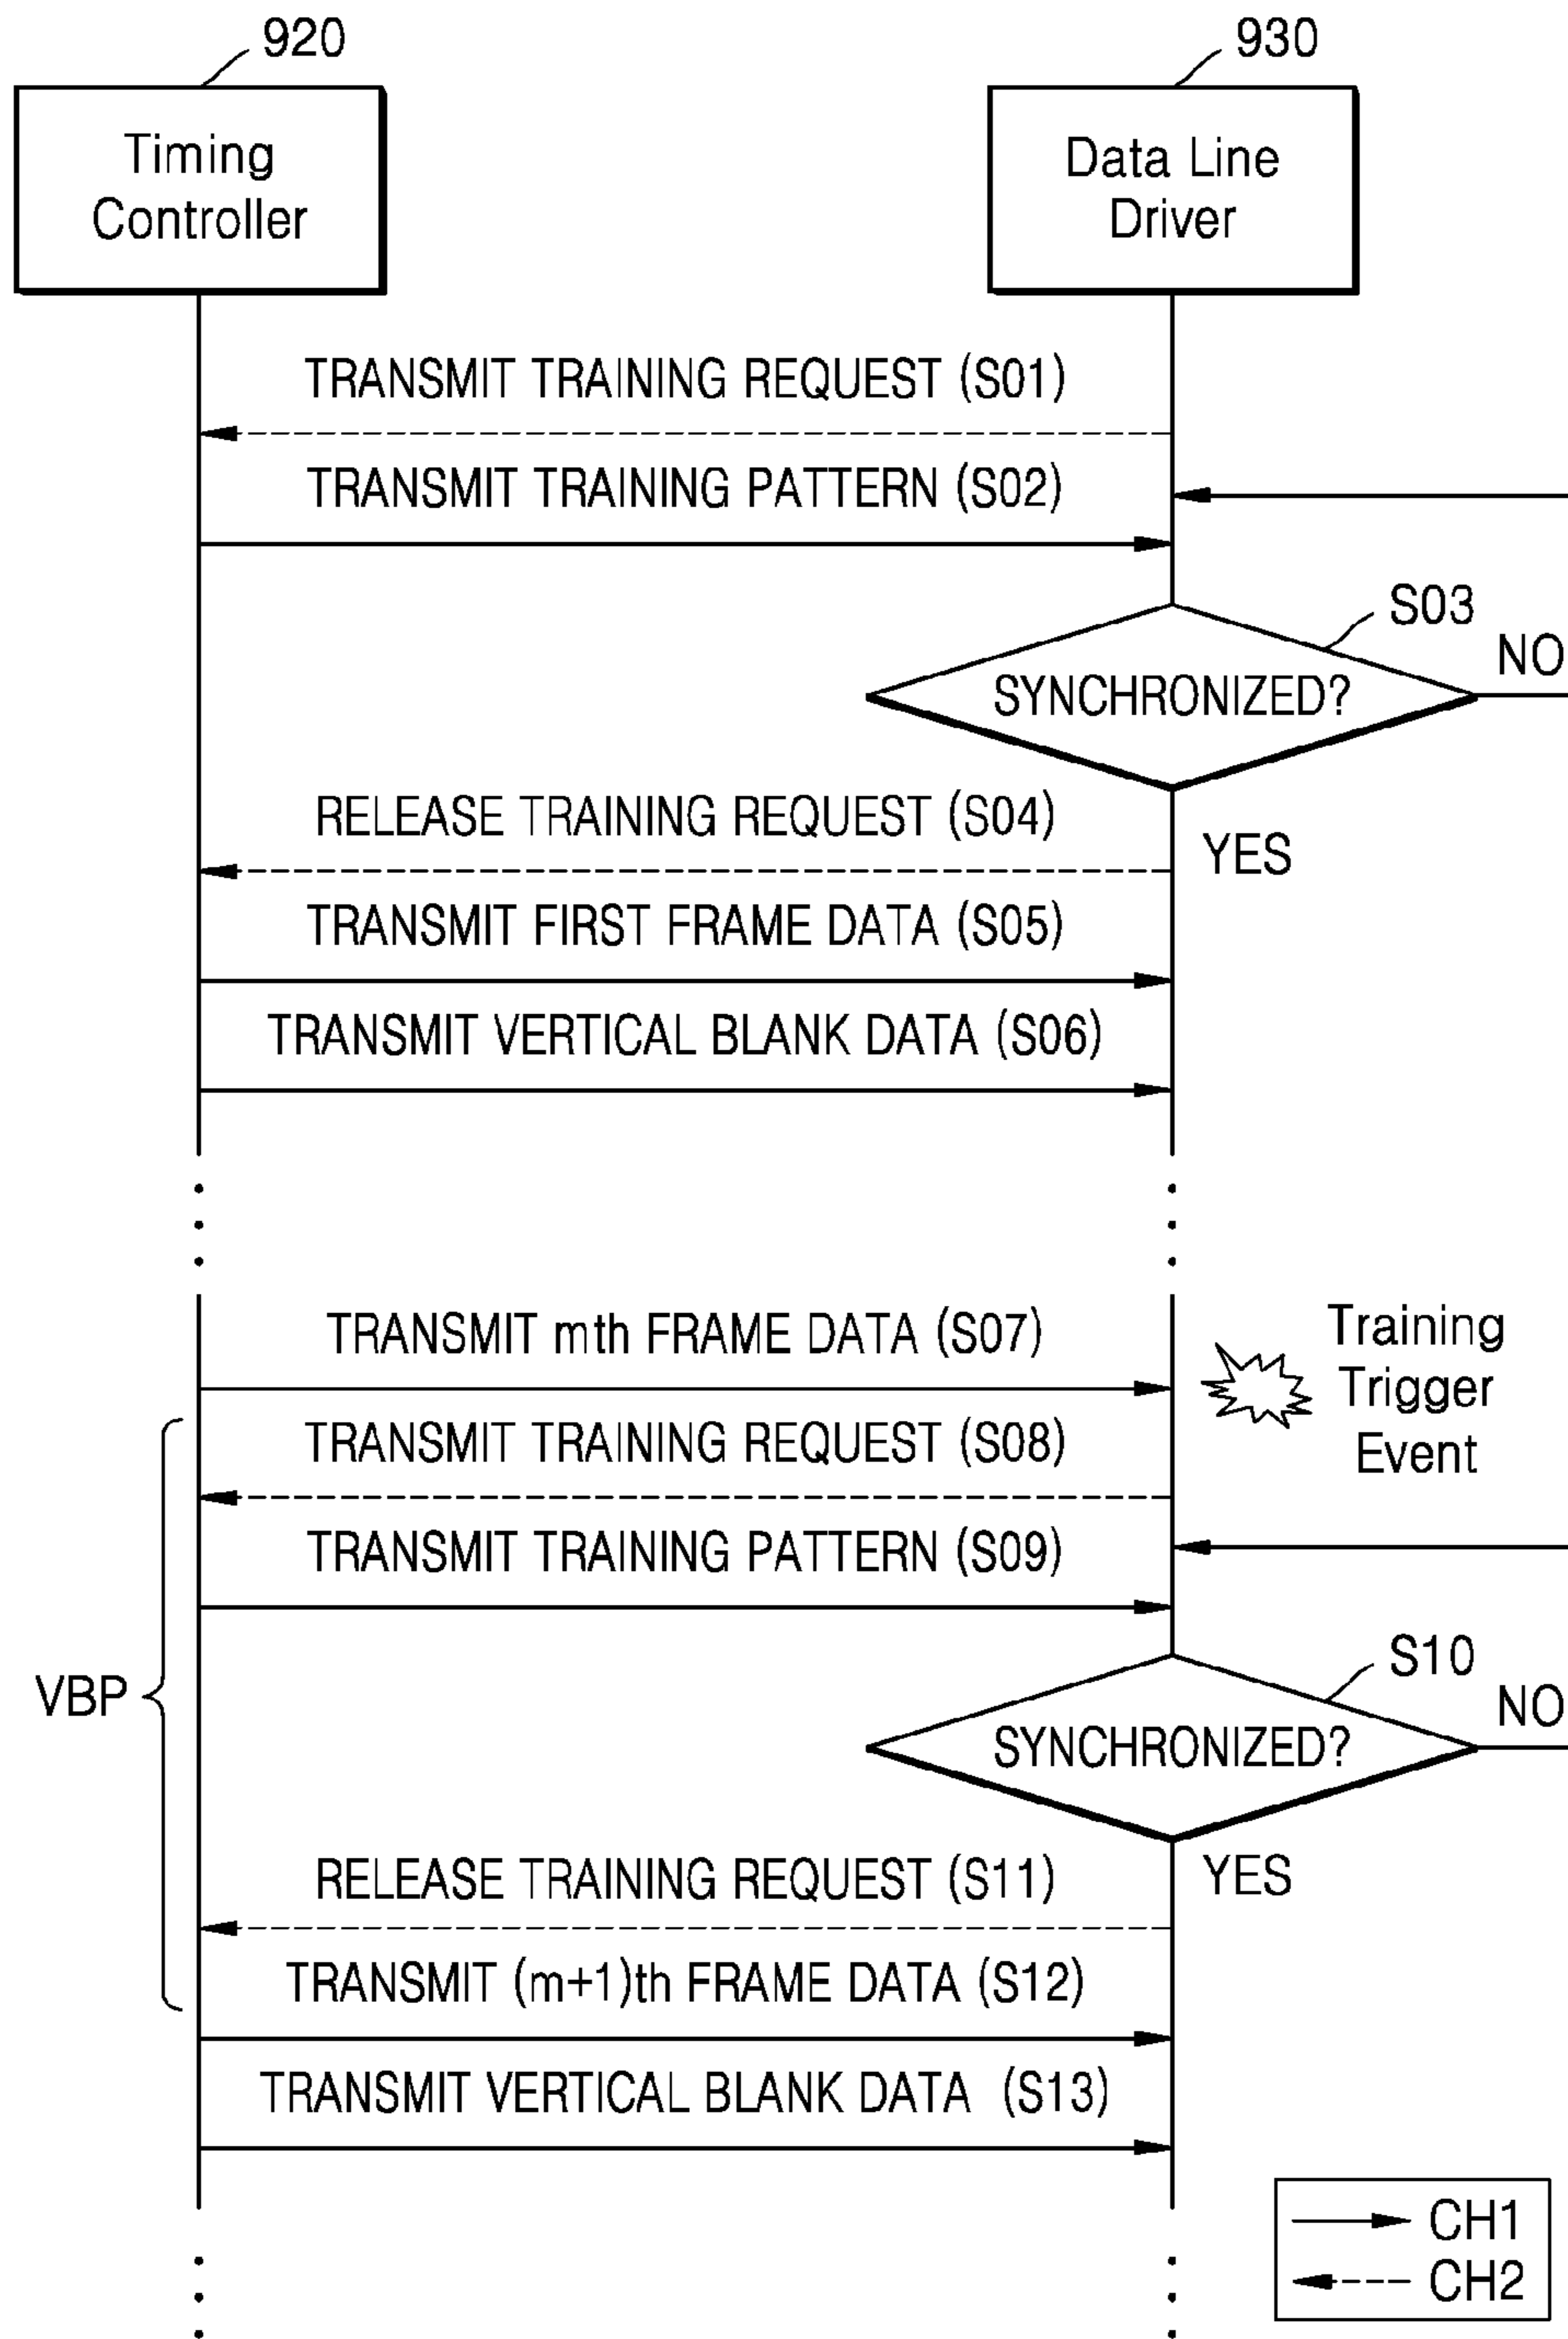 920
930
Timing
Controller
Data Line
Driver
TRANSMIT TRAINING REQUEST (S01)
TRANSMIT TRAINING PATTERN (S02)
S03
NO
SYNCHRONIZED?
RELEASE TRAINING REQUEST (S04)
YES
TRANSMIT FIRST FRAME DATA (S05)
TRANSMIT VERTICAL BLANK DATA (S06)
TRANSMIT mth FRAME DATA (S07)
Training
Trigger
Event
TRANSMIT TRAINING REQUEST (S08)
TRANSMIT TRAINING PATTERN (S09)
S10
NO
VBP
SYNCHRONIZED?
RELEASE TRAINING REQUEST (S11)
YES
TRANSMIT (m+1)th FRAME DATA (S12)
TRANSMIT VERTICAL BLANK DATA (S13)
CH1
CH2